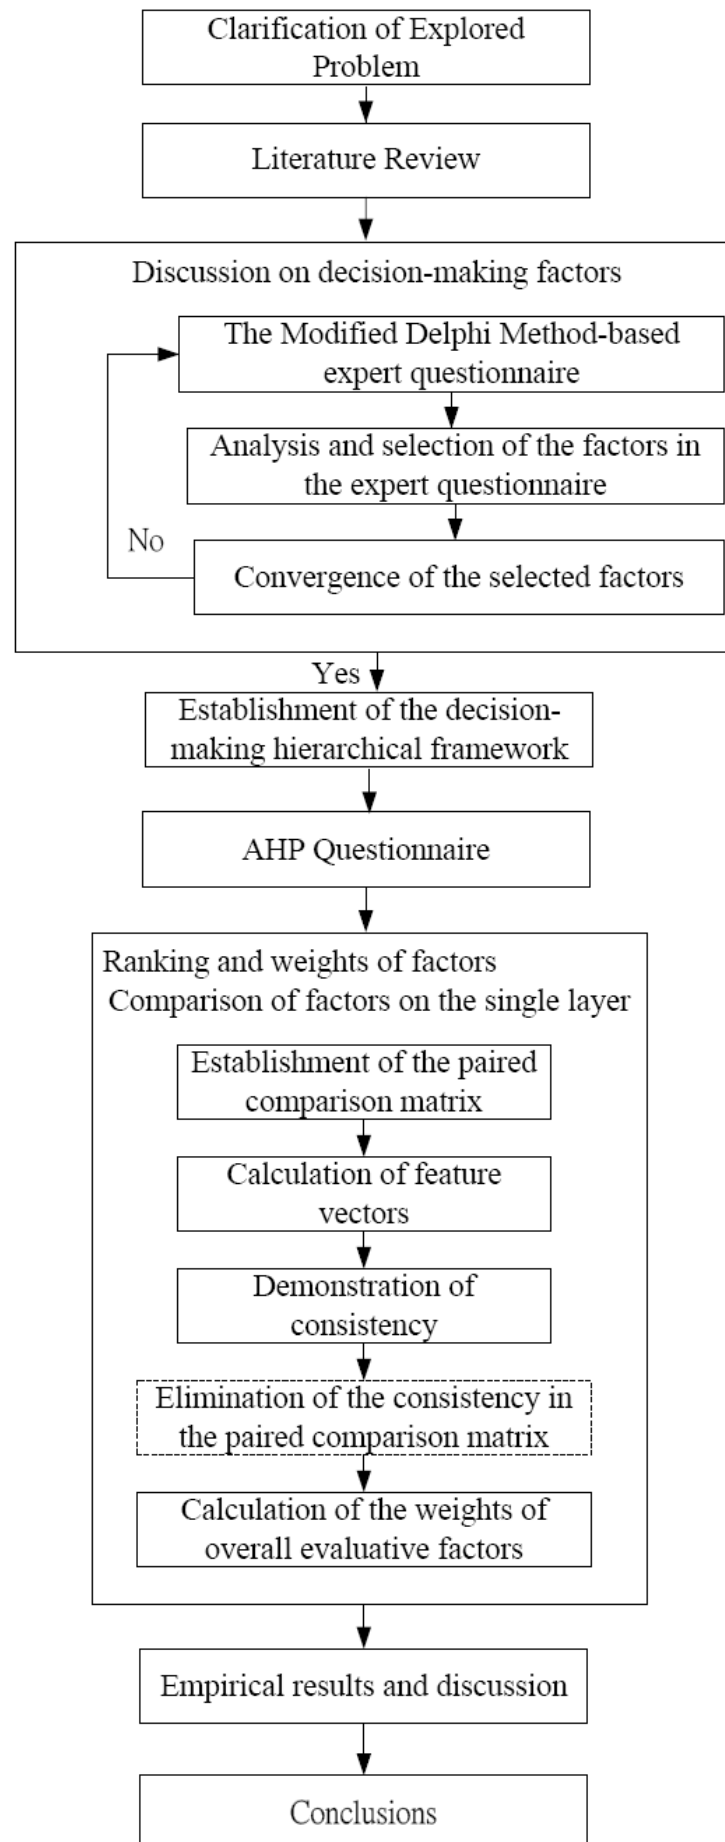 Clarification of Explored
Problem
Literature Review
Discussion on decision-making factors
The Modified Delphi Method-based
expert questionnaire
Analysis and selection of the factors in
the expert questionnaire
No
Convergence of the selected factors
Yes
Establishment of the decision-
making hierarchical framework
AHP Questionnaire
Ranking and weights of factors
Comparison of factors on the single layer
Establishment of the paired
comparison matrix
Calculation of feature
vectors
Demonstration of
consistency
Elimination of the consistency in
the paired comparison matrix
Calculation of the weights of
overall evaluative factors
Empirical results and discussion
Conclusions